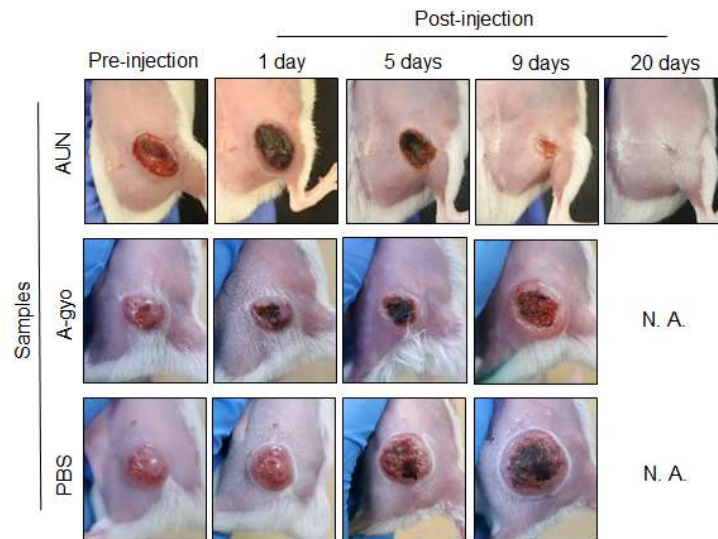 Post-injection
Pre-injection 1 day 5 days 9 days 20 days
Samples
AUN
A-gyo
N. A.
PBS
N. A.